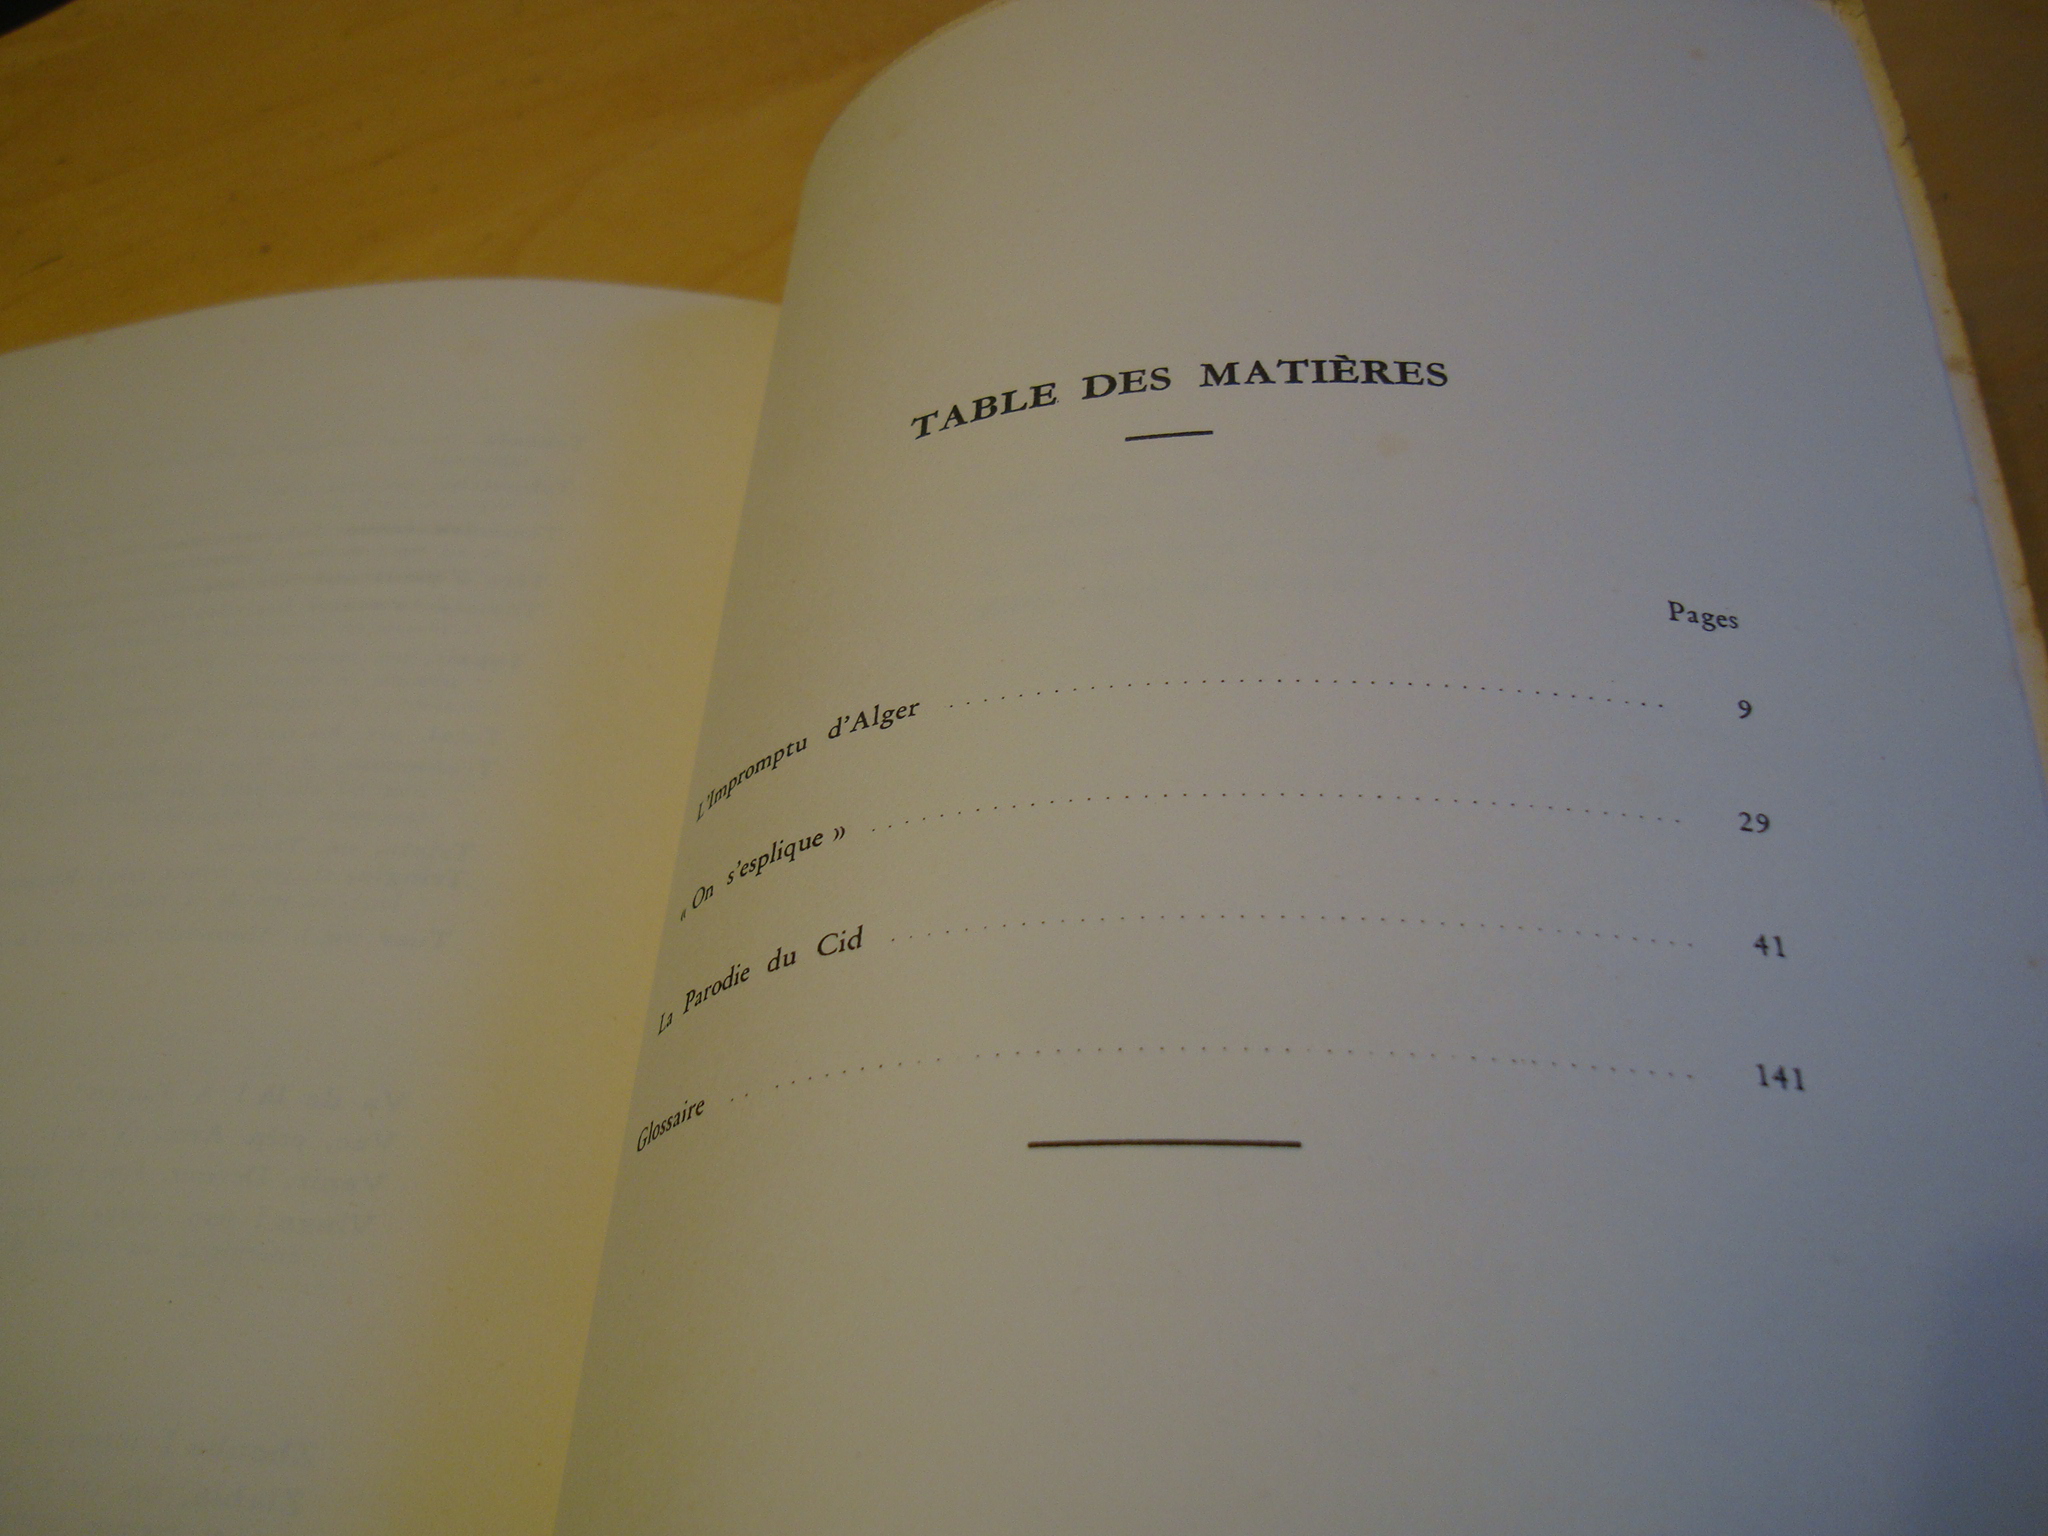 TABLE DES MATIÈRES
Pages
L'Impromptu d'Alger 9
« On s'esplique » 29
La Parodie du Cid 41
Glossaire 141